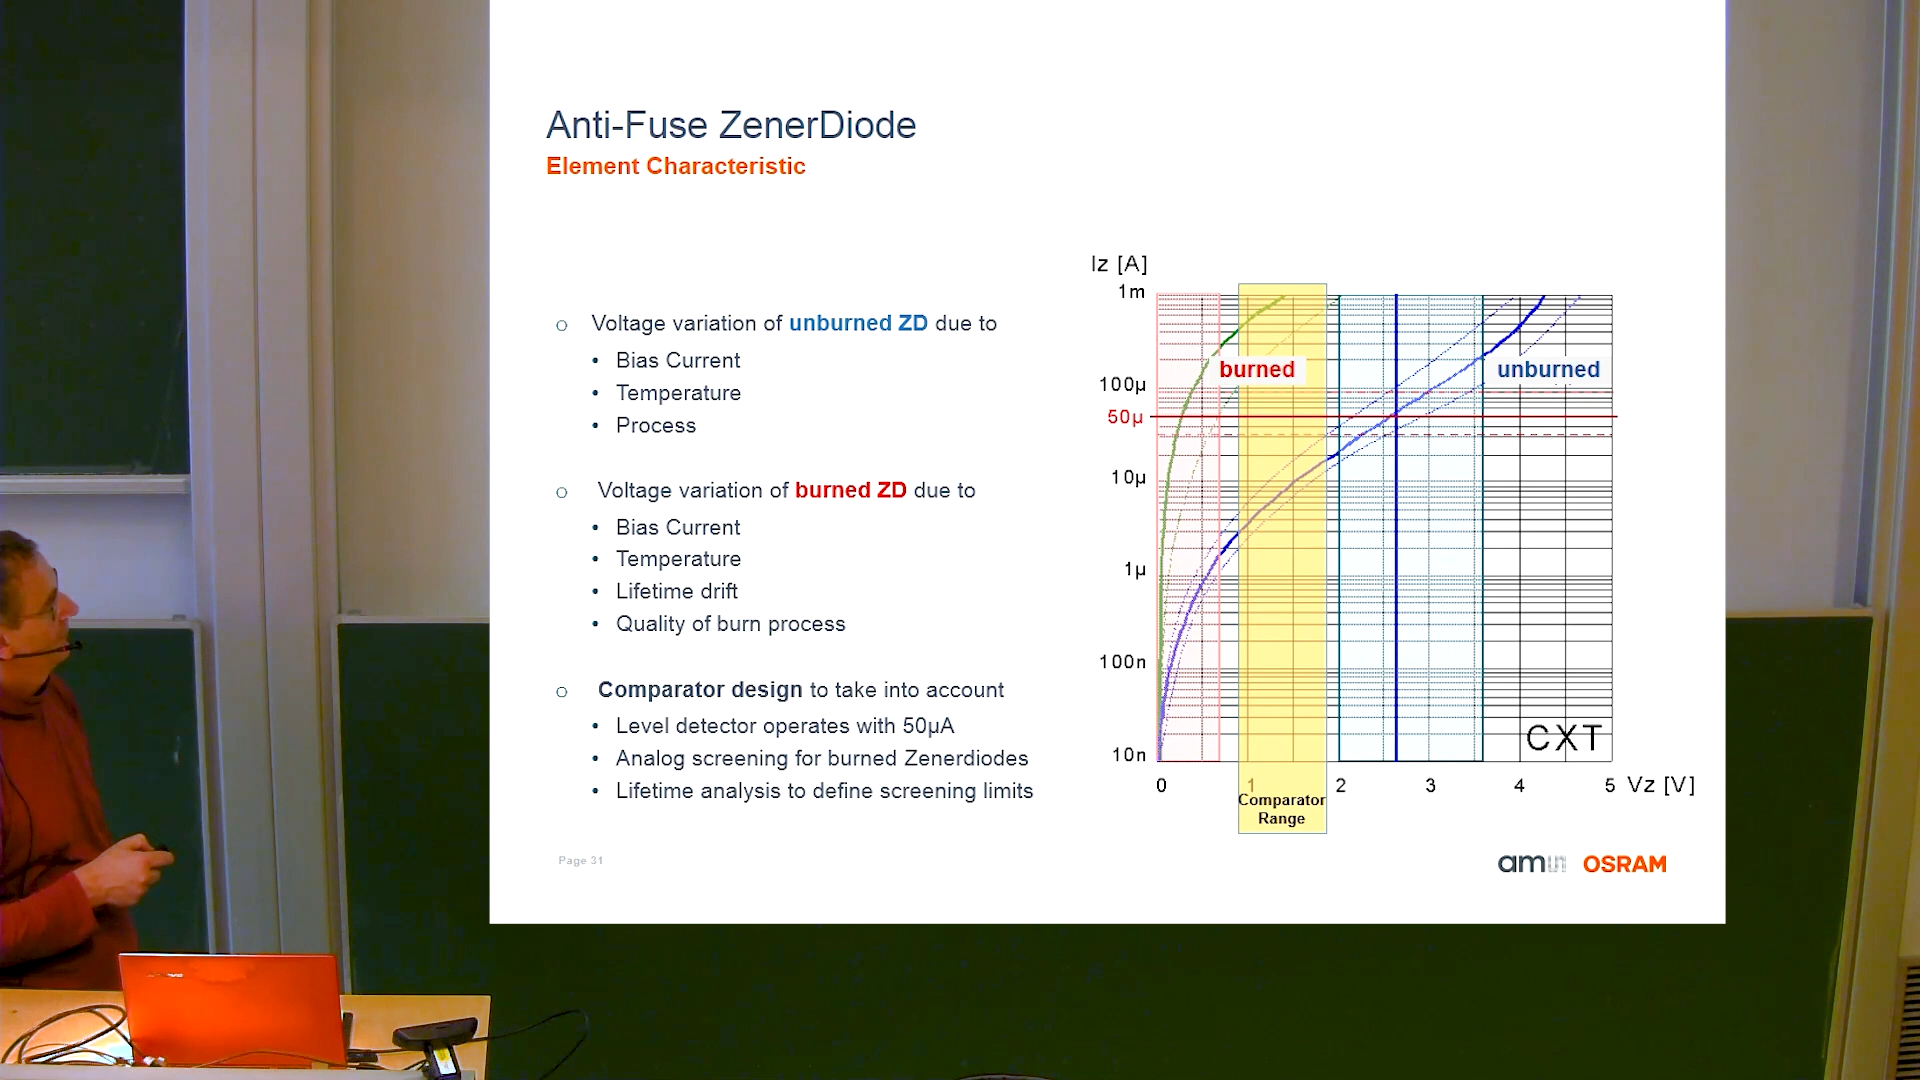 Anti-Fuse ZenerDiode
Element Characteristic
Voltage variation of unburned ZD due to
Bias Current
Temperature
Process
Voltage variation of burned ZD due to
Bias Current
Temperature
Lifetime drift
Quality of burn process
Comparator design to take into account
Level detector operates with 50µA
Analog screening for burned Zenerdiodes
Lifetime analysis to define screening limits
Iz [A]
1m
100µ
50µ
10µ
1µ
100n
10n
burned
unburned
CXT
0
1
2
3
4
5
Vz [V]
Comparator
Range
Page 31
OSRAM